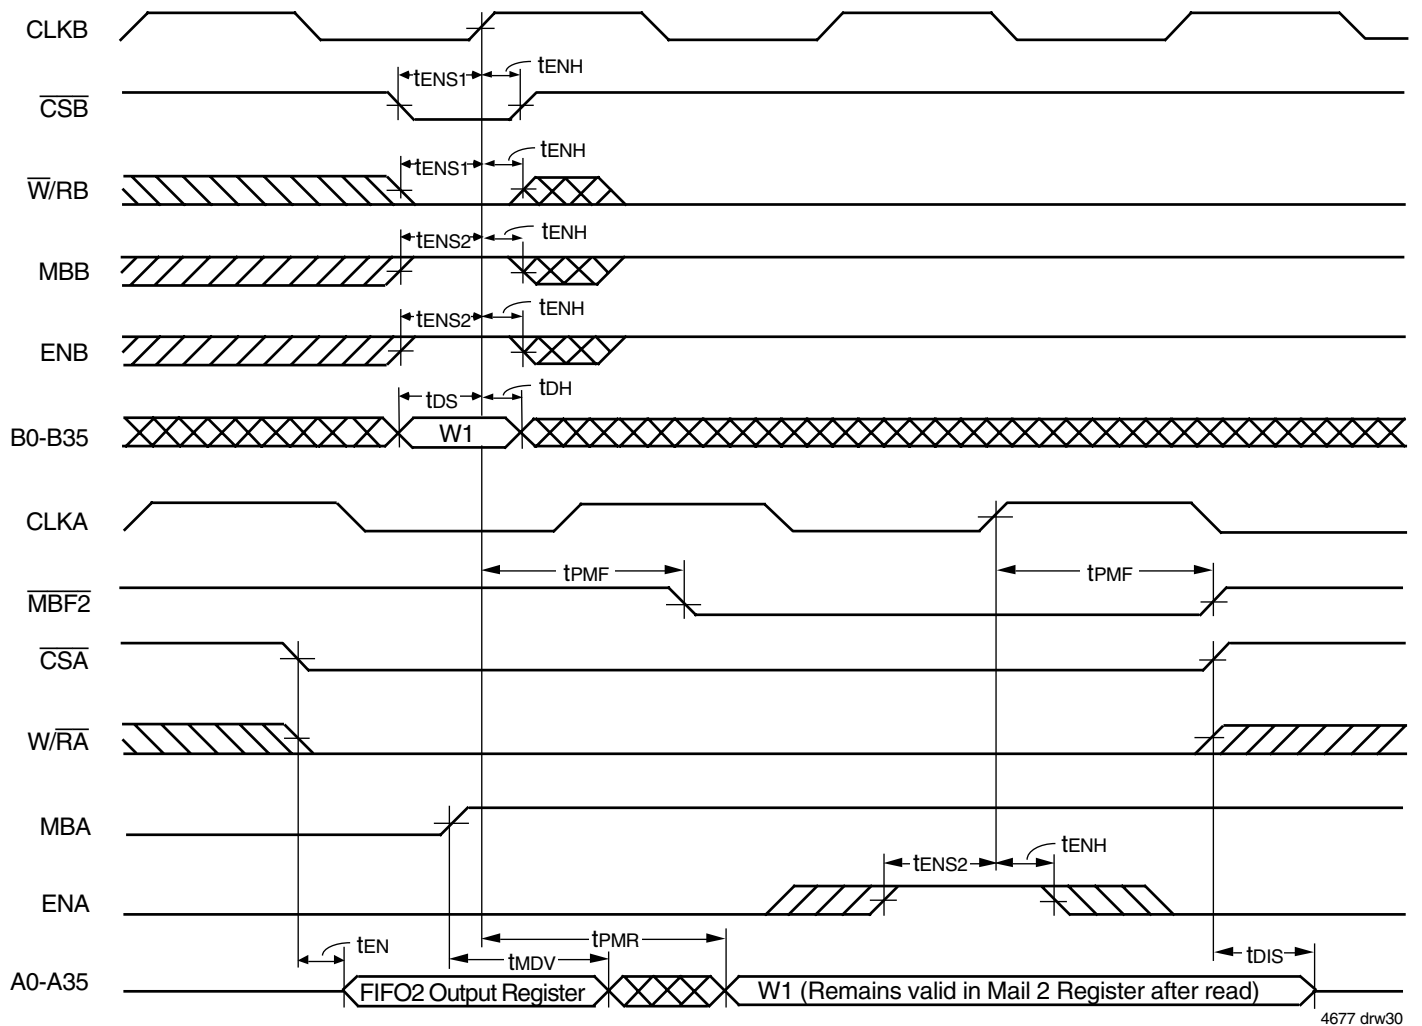 CLKB
tENS1
tENH
CSB
tENS1
tENH
W/RB
tENS2
tENH
MBB
tENS2
tENH
ENB
tDS
tDH
B0-B35
W1
CLKA
tPMF
tPMF
MBF2
CSA
W/RA
MBA
tENS2
tENH
ENA
tEN
tPMR
tMDV
tDIS
A0-A35
FIFO2 Output Register
W1 (Remains valid in Mail 2 Register after read)
4677 drw30